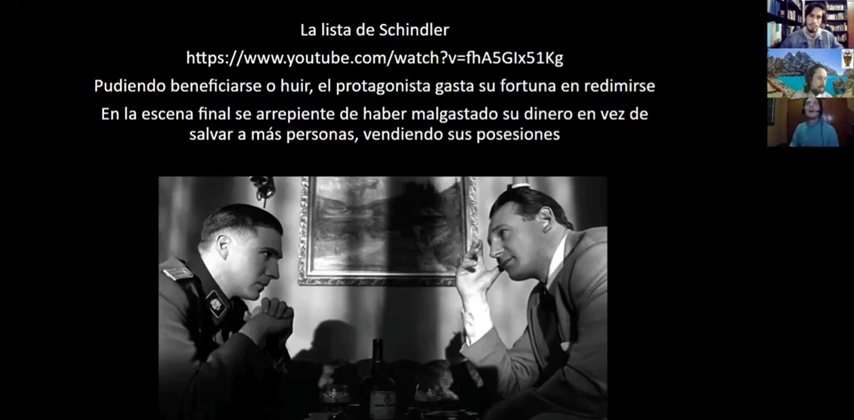 La lista de Schindler
https://www.youtube.com/watch?v=fhA5GIx51Kg
Pudiendo beneficiarse o huir, el protagonista gasta su fortuna en redimirse
En la escena final se arrepiente de haber malgastado su dinero en vez de
salvar a más personas, vendiendo sus posesiones